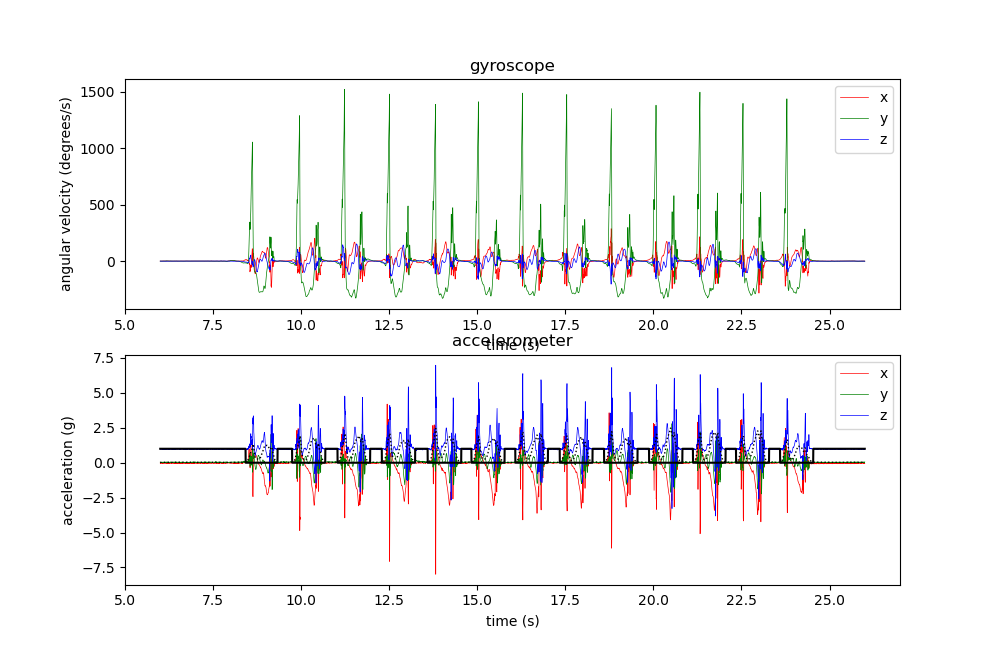 gyroscope
1500
1000
500
0
angular velocity (degrees/s)
x
y
z
5.0 7.5 10.0 12.5 15.0 17.5 20.0 22.5 25.0
time (s)
accelerometer
7.5
5.0
2.5
0.0
−2.5
−5.0
−7.5
acceleration (g)
x
y
z
5.0 7.5 10.0 12.5 15.0 17.5 20.0 22.5 25.0
time (s)